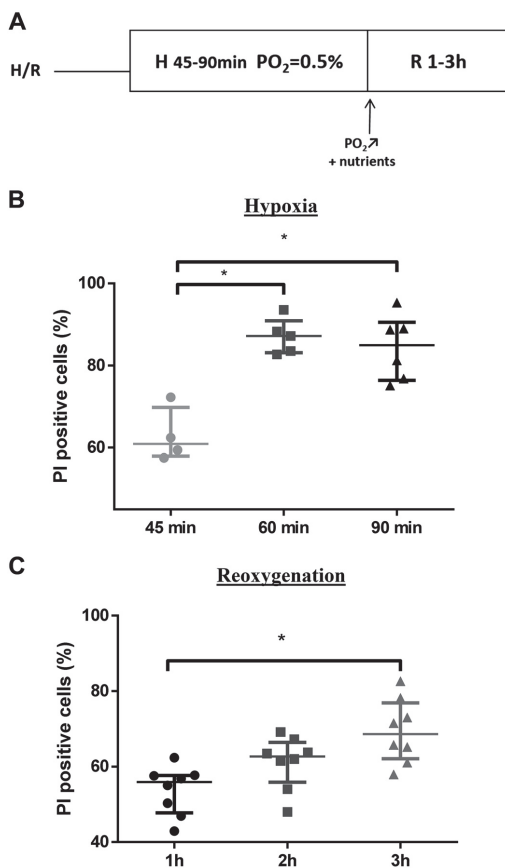 A
H/R
H 45-90min PO2=0.5%
R 1-3h
PO2↗
+ nutrients
B
Hypoxia
*
*
PI positive cells (%)
100
80
60
45 min
60 min
90 min
C
Reoxygenation
*
PI positive cells (%)
100
80
60
40
1h
2h
3h